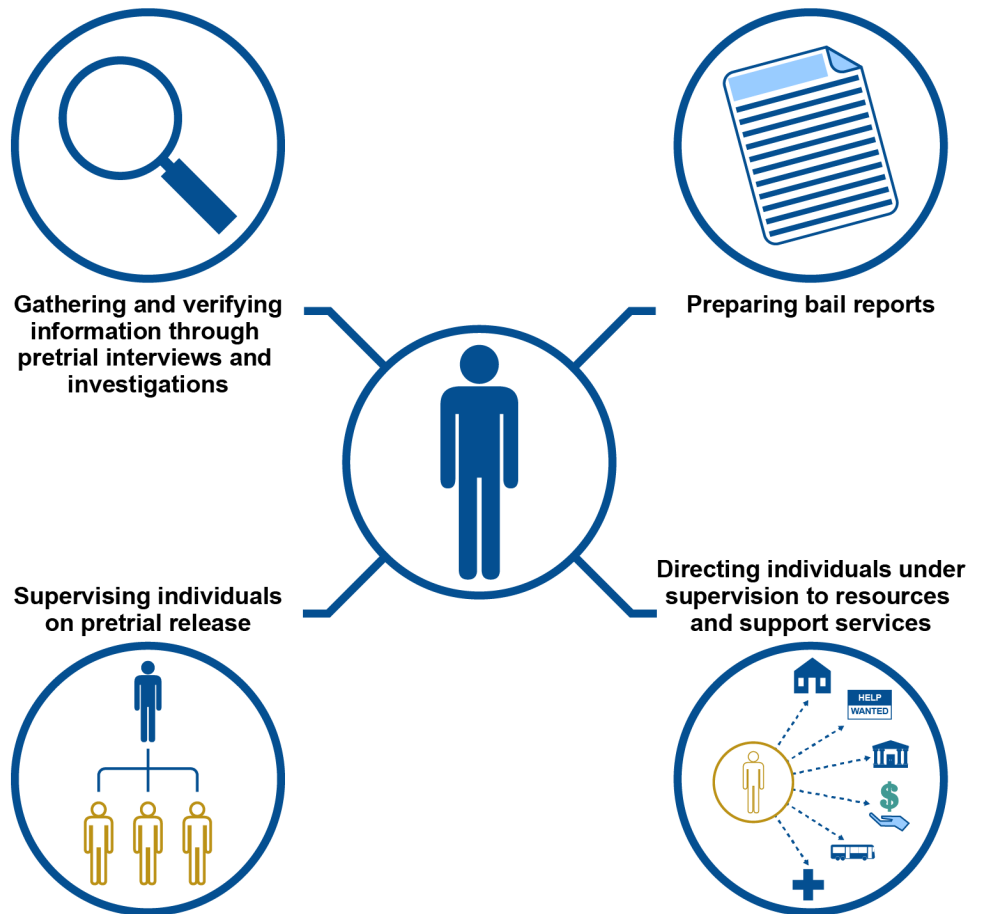 Gathering and verifying
information through
pretrial interviews and
investigations
Preparing bail reports
Supervising individuals
on pretrial release
Directing individuals under
supervision to resources
and support services
HELP
WANTED
$